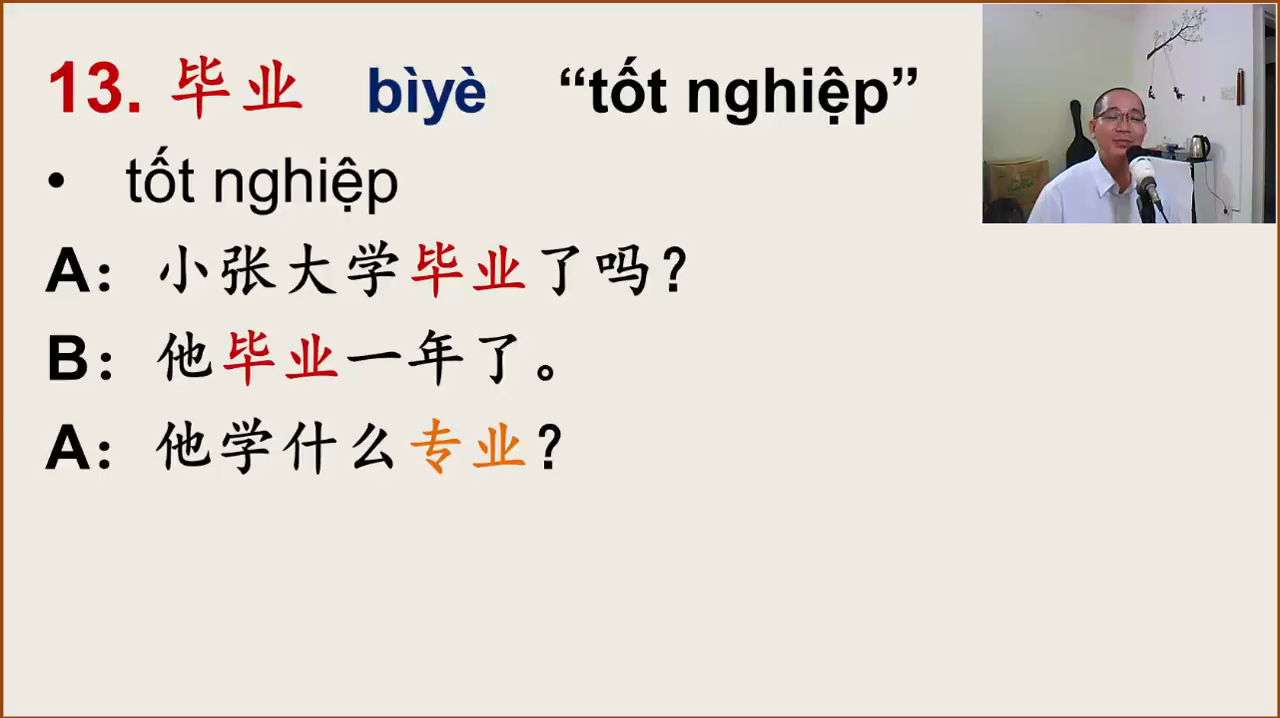 13. 毕业 bìyè “tốt nghiệp”
• tốt nghiệp
A：小张大学毕业了吗？
B：他毕业一年了。
A：他学什么专业？